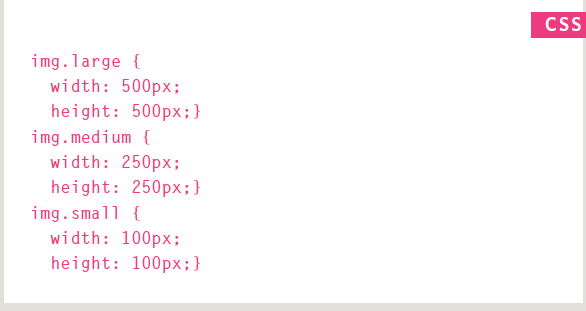 CSS
img.large {
  width: 500px;
  height: 500px;}
img.medium {
  width: 250px;
  height: 250px;}
img.small {
  width: 100px;
  height: 100px;}